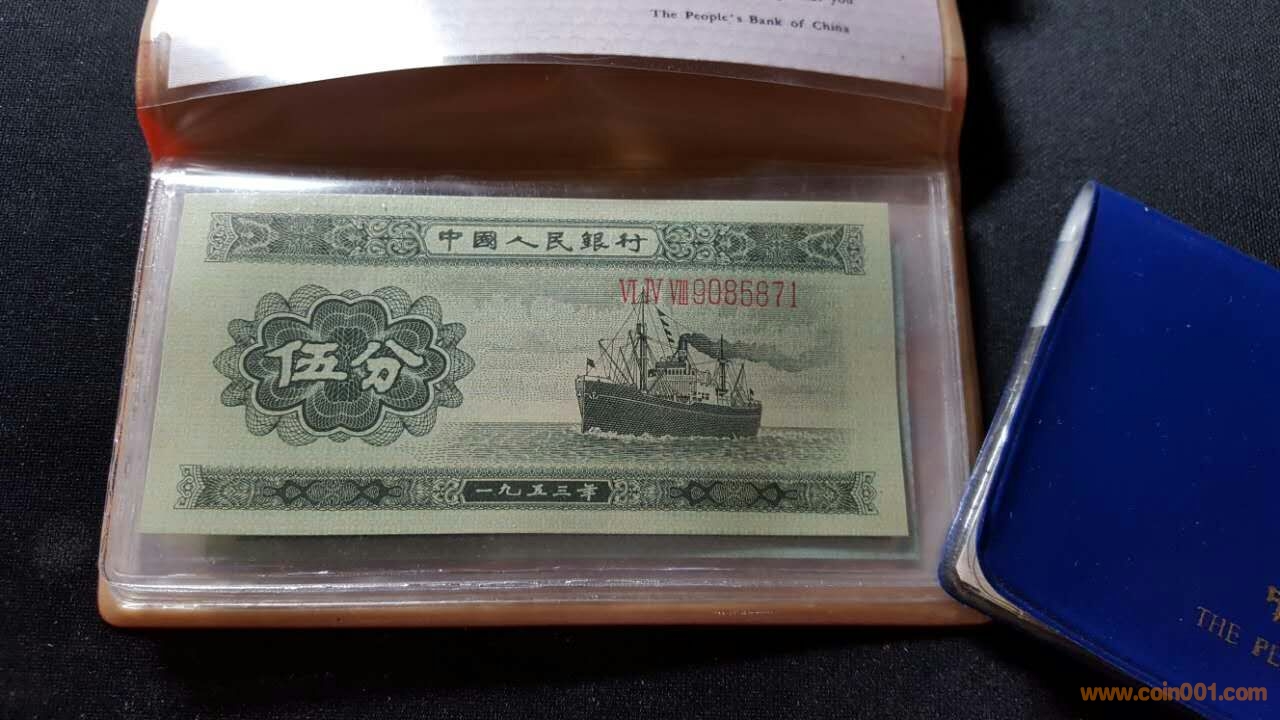 you
The People's Bank of China
中國人民銀行
Ⅵ Ⅳ Ⅷ 9085871
伍分
一九五三年
THE
www.coin001.com